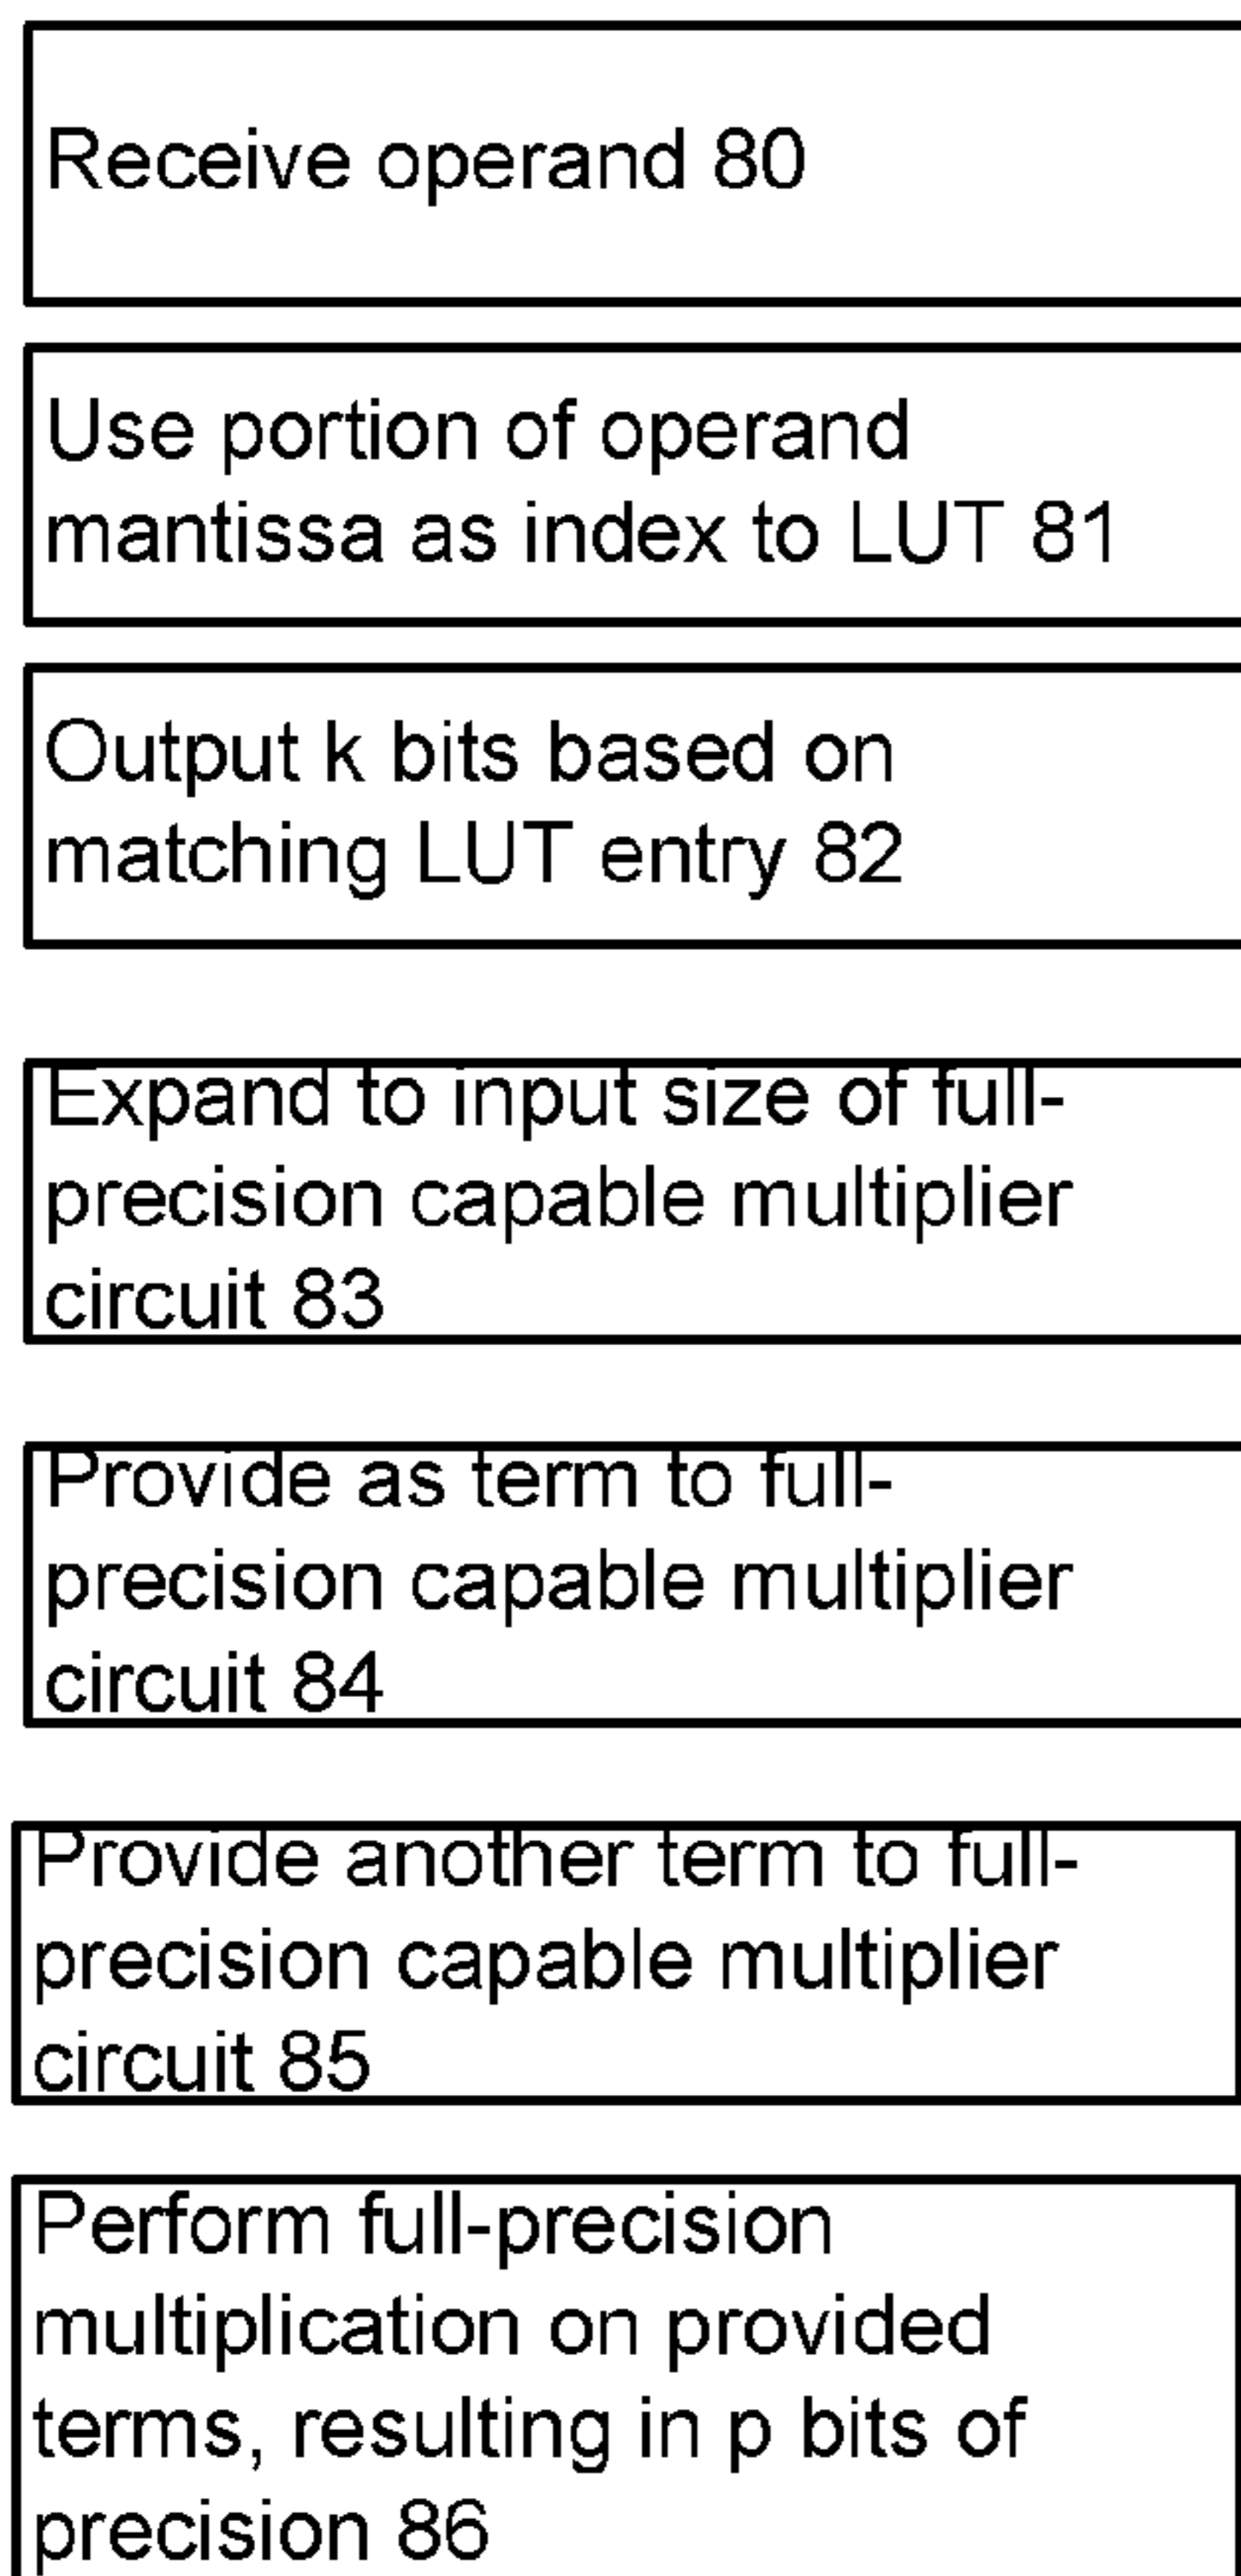 Receive operand 80
Use portion of operand
mantissa as index to LUT 81
Output k bits based on
matching LUT entry 82
Expand to input size of full-
precision capable multiplier
circuit 83
Provide as term to full-
precision capable multiplier
circuit 84
Provide another term to full-
precision capable multiplier
circuit 85
Perform full-precision
multiplication on provided
terms, resulting in p bits of
precision 86